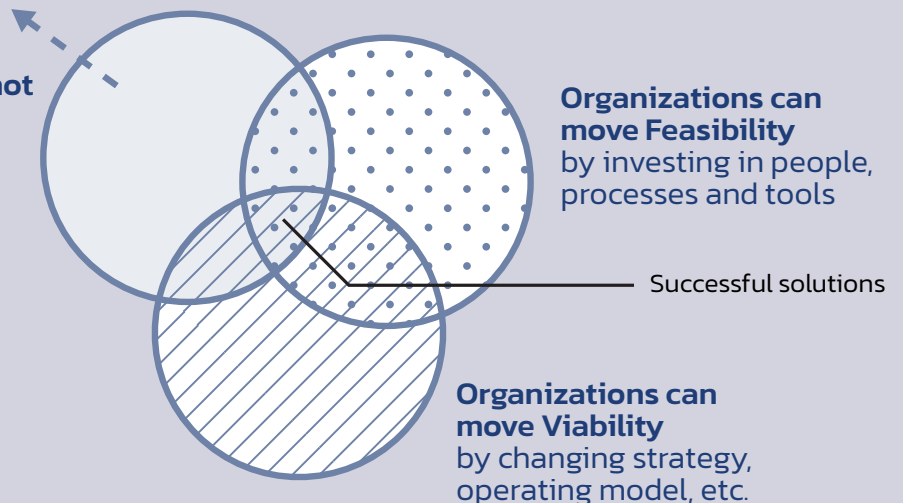 not
Organizations can
move Feasibility
by investing in people,
processes and tools
Successful solutions
Organizations can
move Viability
by changing strategy,
operating model, etc.